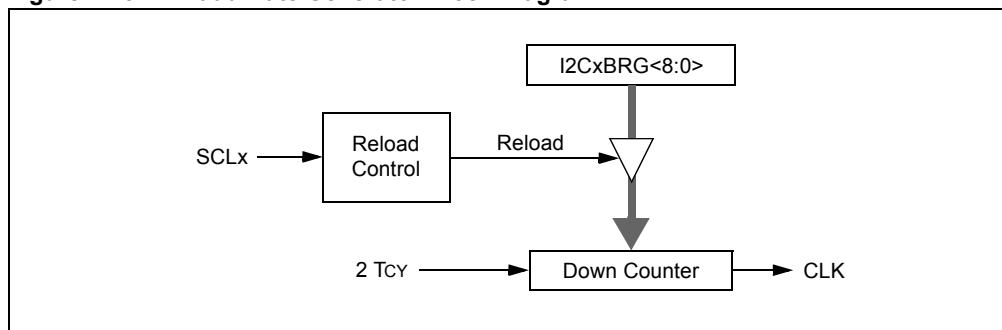 I2CxBRG<8:0>
SCLx
Reload
Control
Reload
2 TCY
Down Counter
CLK